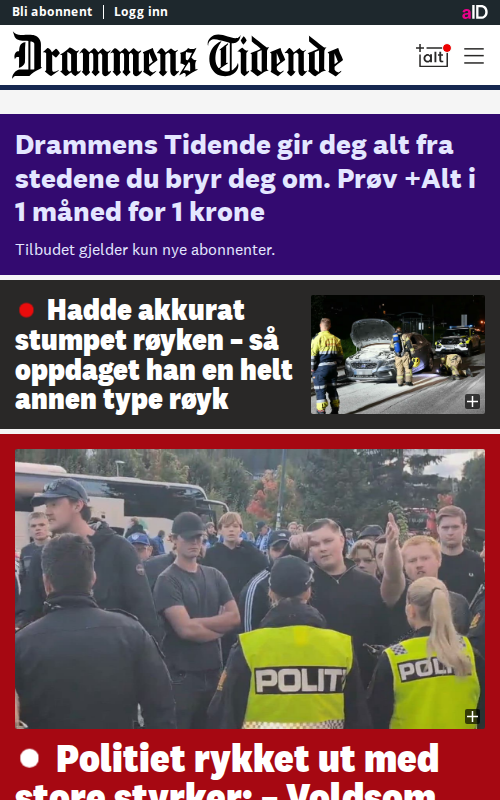 Bli abonnent | Logg inn
aID
Drammens Tidende
+alt
Drammens Tidende gir deg alt fra
stedene du bryr deg om. Prøv +Alt i
1 måned for 1 krone
Tilbudet gjelder kun nye abonnenter.
Hadde akkurat
stumpet røyken – så
oppdaget han en helt
annen type røyk
POLIT
POL
Politiet rykket ut med
store styrker: – Voldsom